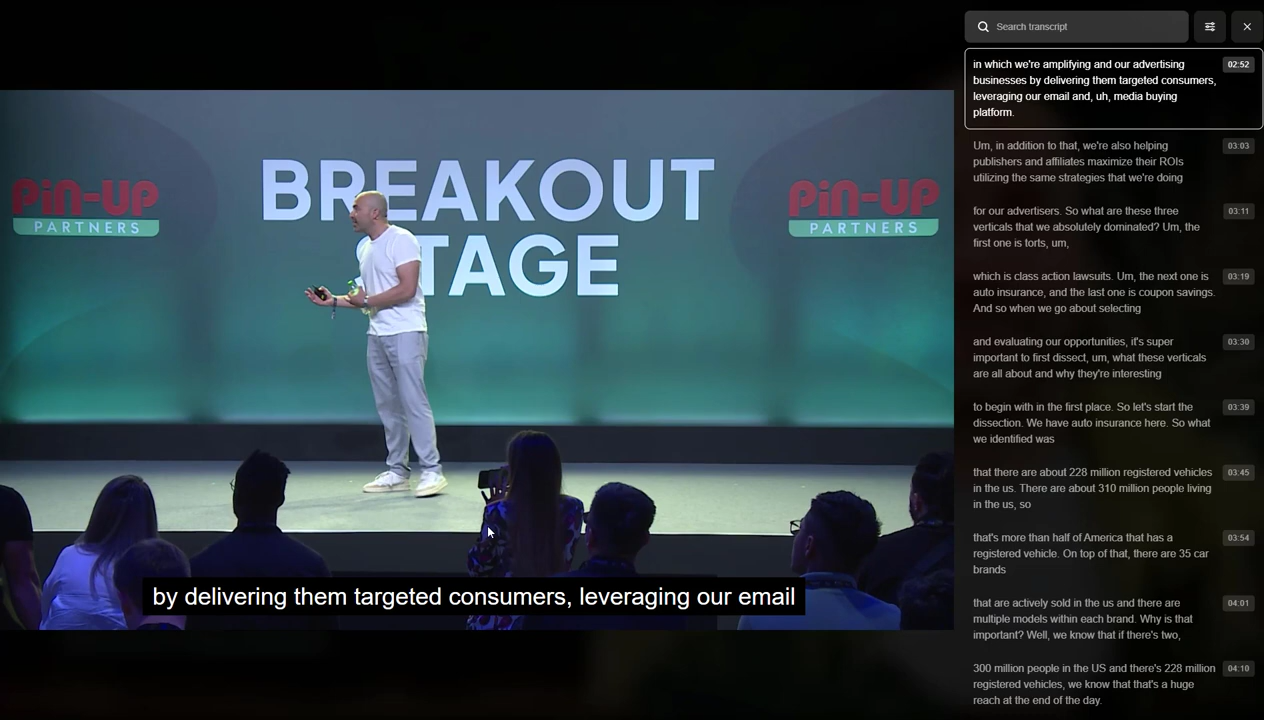 Search transcript
in which we're amplifying and our advertising
businesses by delivering them targeted consumers,
leveraging our email and, uh, media buying
platform.
02:52
Um, in addition to that, we're also helping
publishers and affiliates maximize their ROIs
utilizing the same strategies that we're doing
03:03
for our advertisers. So what are these three
verticals that we absolutely dominated? Um, the
first one is torts, um,
03:11
which is class action lawsuits. Um, the next one is
auto insurance, and the last one is coupon savings.
And so when we go about selecting
03:19
and evaluating our opportunities, it's super
important to first dissect, um, what these verticals
are all about and why they're interesting
03:30
to begin with in the first place. So let's start the
dissection. We have auto insurance here. So what
we identified was
03:39
that there are about 228 million registered vehicles
in the us. There are about 310 million people living
in the us, so
03:45
that's more than half of America that has a
registered vehicle. On top of that, there are 35 car
brands
03:54
that are actively sold in the us and there are
multiple models within each brand. Why is that
important? Well, we know that if there's two,
04:01
300 million people in the US and there's 228 million
registered vehicles, we know that that's a huge
reach at the end of the day.
04:10
PiN-UP
PARTNERS
BREAKOUT
TAGE
PiN-UP
PARTNERS
by delivering them targeted consumers, leveraging our email